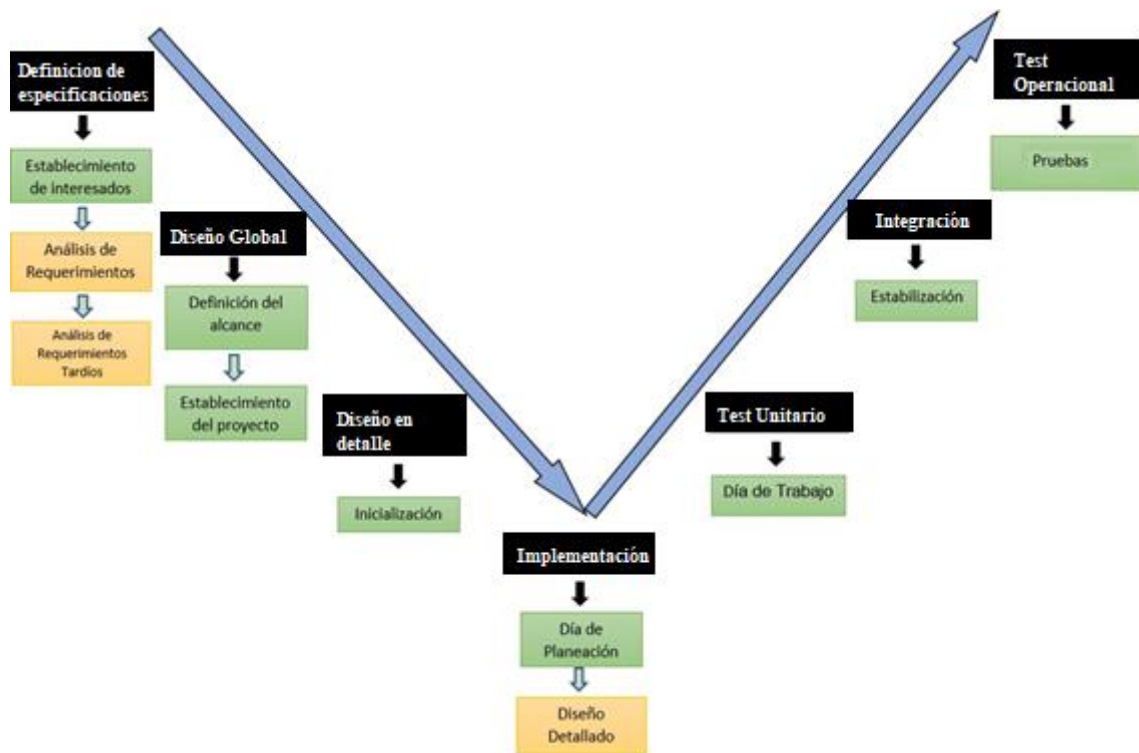 Definicion de
especificaciones
Establecimiento
de interesados
Análisis de
Requerimientos
Análisis de
Requerimientos
Tardíos
Diseño Global
Definición del
alcance
Establecimiento
del proyecto
Diseño en
detalle
Inicialización
Implementación
Día de
Planeación
Diseño
Detallado
Test Unitario
Día de Trabajo
Integración
Estabilización
Test
Operacional
Pruebas